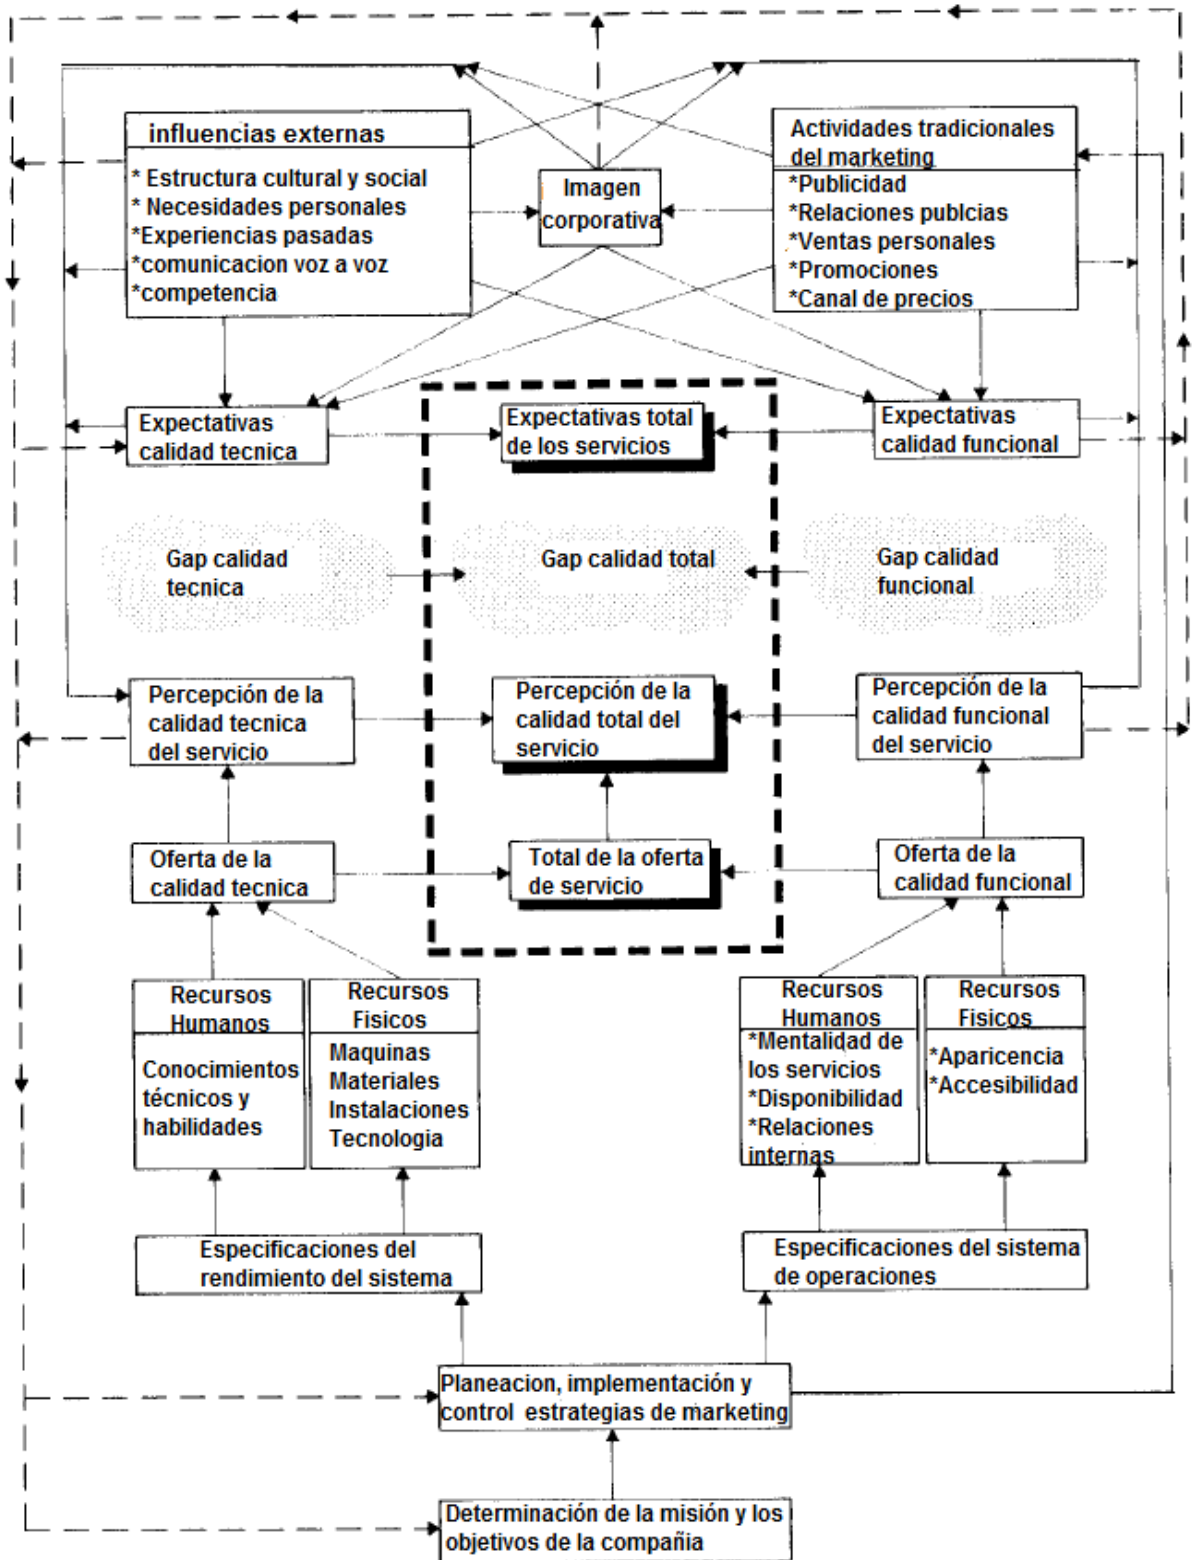 influencias externas
* Estructura cultural y social
* Necesidades personales
*Experiencias pasadas
*comunicacion voz a voz
*competencia
Imagen
corporativa
Actividades tradicionales
del marketing
*Publicidad
*Relaciones publcias
*Ventas personales
*Promociones
*Canal de precios
Expectativas
calidad tecnica
Expectativas total
de los servicios
Expectativas
calidad funcional
Gap calidad
tecnica
Gap calidad total
Gap calidad
funcional
Percepción de la
calidad tecnica
del servicio
Percepción de la
calidad total del
servicio
Percepción de la
calidad funcional
del servicio
Oferta de la
calidad tecnica
Total de la oferta
de servicio
Oferta de la
calidad funcional
Recursos
Humanos
Conocimientos
técnicos y
habilidades
Recursos
Fisicos
Maquinas
Materiales
Instalaciones
Tecnologia
Recursos
Humanos
*Mentalidad de
los servicios
*Disponibilidad
*Relaciones
internas
Recursos
Fisicos
*Aparicencia
*Accesibilidad
Especificaciones del
rendimiento del sistema
Especificaciones del sistema
de operaciones
Planeacion, implementación y
control estrategias de marketing
Determinación de la misión y los
objetivos de la compañia